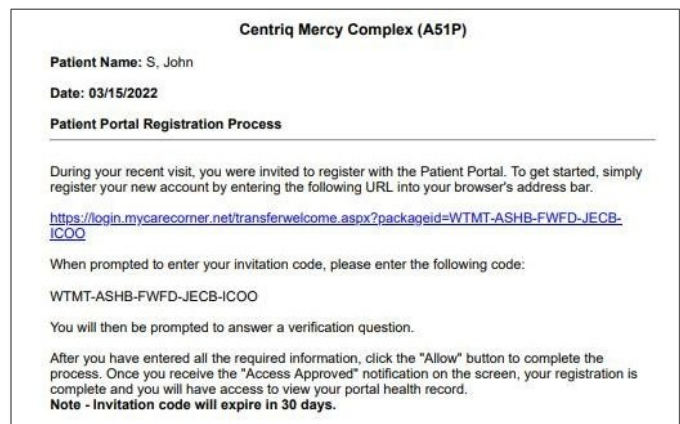 Centriq Mercy Complex (A51P)
Patient Name: S, John
Date: 03/15/2022
Patient Portal Registration Process
During your recent visit, you were invited to register with the Patient Portal. To get started, simply
register your new account by entering the following URL into your browser's address bar.
https://login.mycarecorner.net/transferwelcome.aspx?packageid=WTMT-ASHB-FWFD-JECB-
ICOO
When prompted to enter your invitation code, please enter the following code:
WTMT-ASHB-FWFD-JECB-ICOO
You will then be prompted to answer a verification question.
After you have entered all the required information, click the "Allow" button to complete the
process. Once you receive the "Access Approved" notification on the screen, your registration is
complete and you will have access to view your portal health record.
Note - Invitation code will expire in 30 days.